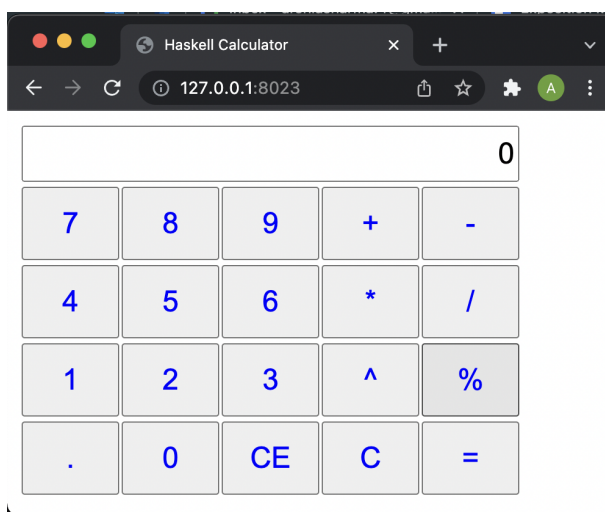 Haskell Calculator
127.0.0.1:8023
A
0
7 8 9 + -
4 5 6 * /
1 2 3 ^ %
. 0 CE C =